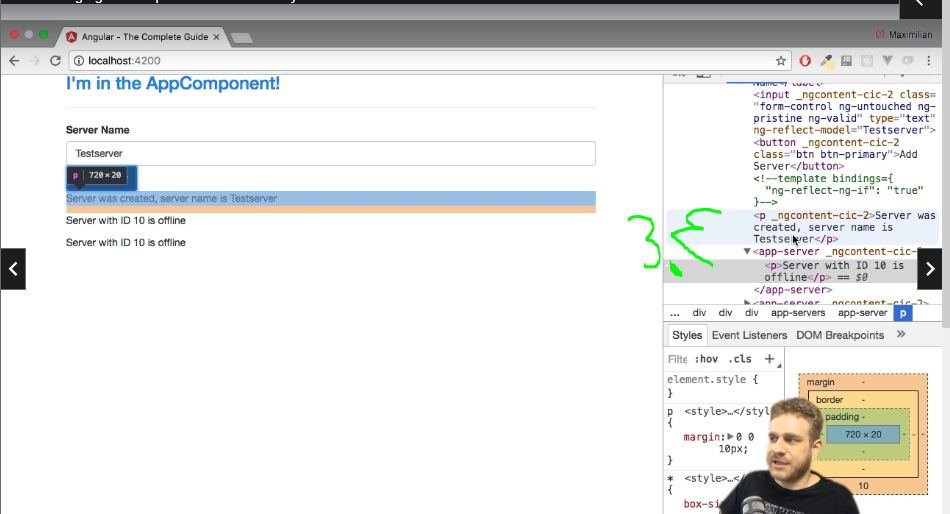 Angular - The Complete Guide
Maximilian
localhost:4200
I'm in the AppComponent!
Server Name
Testserver
p 720 × 20
Server was created, server name is Testserver
Server with ID 10 is offline
Server with ID 10 is offline
3.
<input _ngcontent-cic-2 class=
"form-control ng-untouched ng-
pristine ng-valid" type="text"
ng-reflect-model="Testserver">
<button _ngcontent-cic-2
class="btn btn-primary">Add
Server</button>
<!--template bindings={
"ng-reflect-ng-if": "true"
}-->
<p _ngcontent-cic-2>Server was
created, server name is
Testserver</p>
<app-server _ngcontent-cic-
<p>Server with ID 10 is
offline</p> == $0
</app-server>
<app-server _ngcontent-cic-2>
... div div div app-servers app-server p
Styles Event Listeners DOM Breakpoints »
Filte :hov .cls +
element.style {
}
p <style>…</styl
{
margin: 0 0
10px;
}
* <style>…</
{
box-si
margin -
border -
padding -
720 × 20
-
-
10